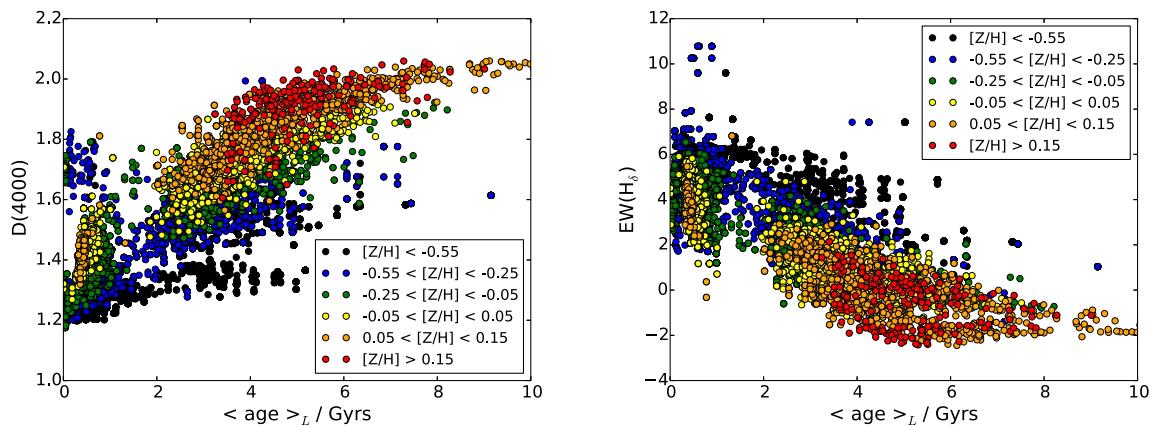 2.2
2.0
1.8
1.6
1.4
1.2
1.0
D(4000)
0 2 4 6 8 10
< age >L / Gyrs
[Z/H] < -0.55
-0.55 < [Z/H] < -0.25
-0.25 < [Z/H] < -0.05
-0.05 < [Z/H] < 0.05
0.05 < [Z/H] < 0.15
[Z/H] > 0.15
12
10
8
6
4
2
0
−2
−4
EW(Hδ)
0 2 4 6 8 10
< age >L / Gyrs
[Z/H] < -0.55
-0.55 < [Z/H] < -0.25
-0.25 < [Z/H] < -0.05
-0.05 < [Z/H] < 0.05
0.05 < [Z/H] < 0.15
[Z/H] > 0.15